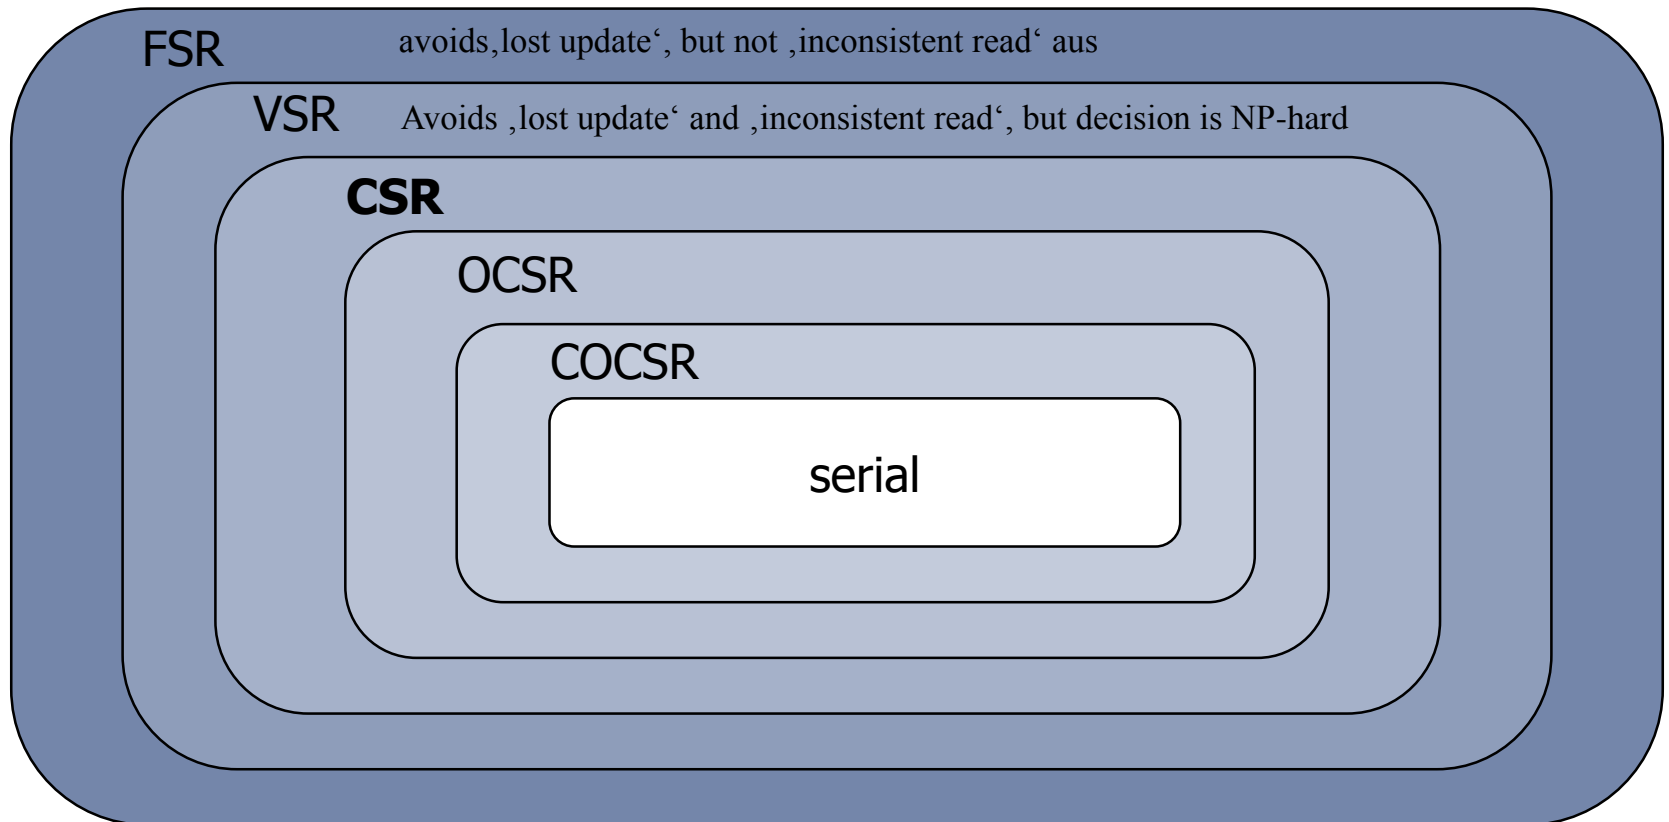 FSR avoids‚lost update‘, but not ‚inconsistent read‘ aus
VSR Avoids ‚lost update‘ and ‚inconsistent read‘, but decision is NP-hard
CSR
OCSR
COCSR
serial